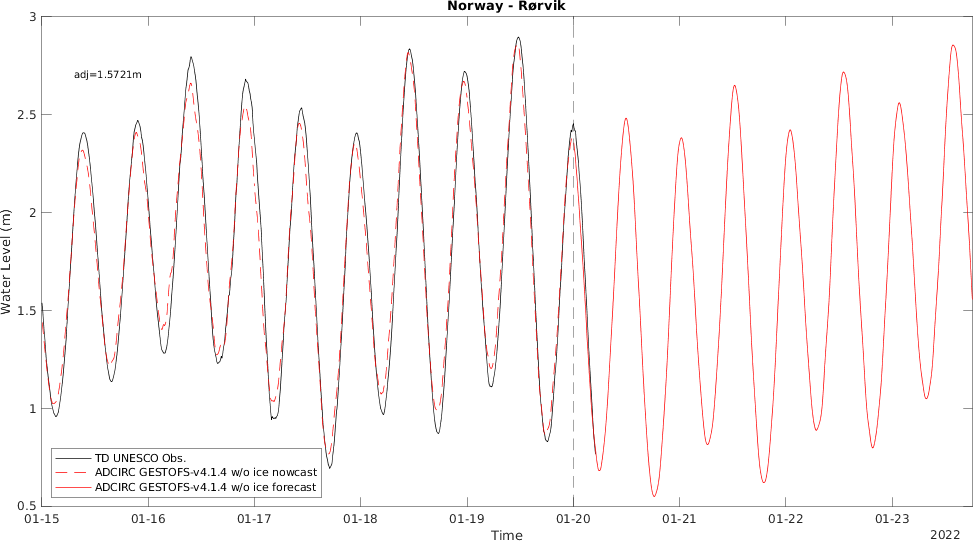 Norway - Rørvik
adj=1.5721m
Water Level (m)
3
2.5
2
1.5
1
0.5
TD UNESCO Obs.
ADCIRC GESTOFS-v4.1.4 w/o ice nowcast
ADCIRC GESTOFS-v4.1.4 w/o ice forecast
01-15 01-16 01-17 01-18 01-19 01-20 01-21 01-22 01-23
Time
2022